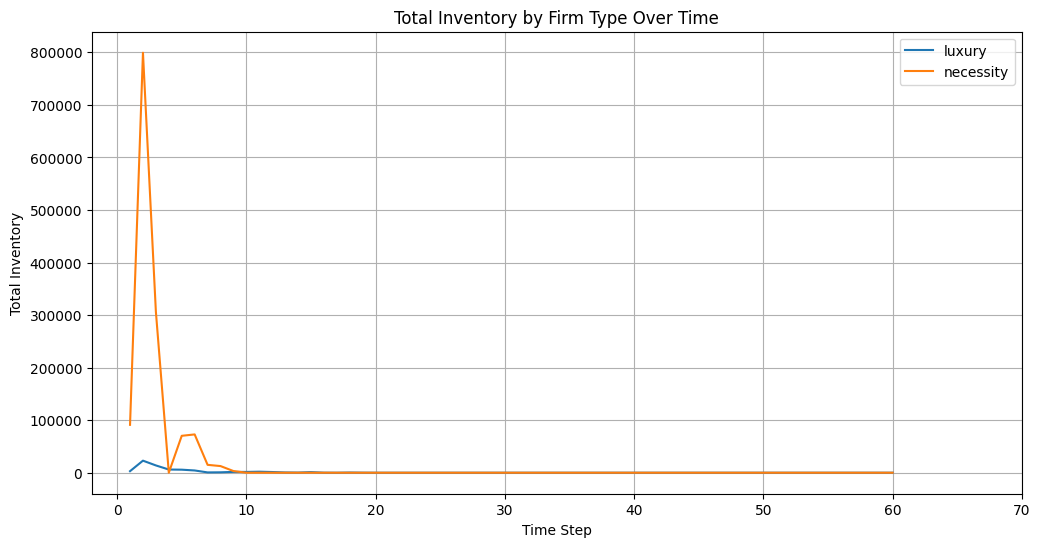 Total Inventory by Firm Type Over Time
luxury
necessity
Total Inventory
800000
700000
600000
500000
400000
300000
200000
100000
0
0 10 20 30 40 50 60 70
Time Step